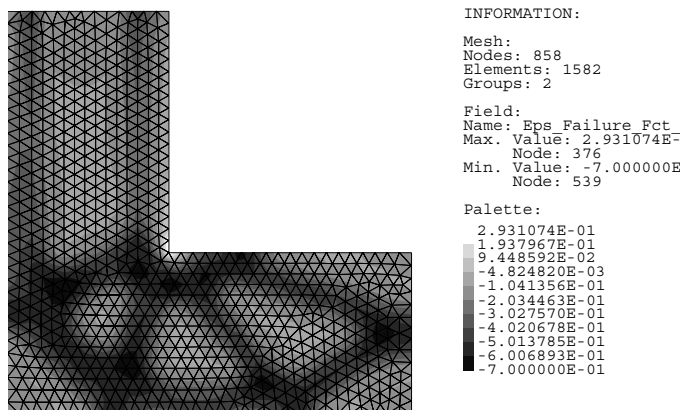 INFORMATION:
Mesh:
Nodes: 858
Elements: 1582
Groups: 2
Field:
Name: Eps_Failure_Fct_
Max. Value: 2.931074E-
Node: 376
Min. Value: -7.000000E
Node: 539
Palette:
2.931074E-01
1.937967E-01
9.448592E-02
-4.824820E-03
-1.041356E-01
-2.034463E-01
-3.027570E-01
-4.020678E-01
-5.013785E-01
-6.006893E-01
-7.000000E-01